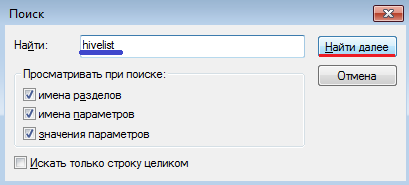 Поиск
Найти: hivelist Найти далее
Отмена
Просматривать при поиске:
имена разделов
имена параметров
значения параметров
Искать только строку целиком